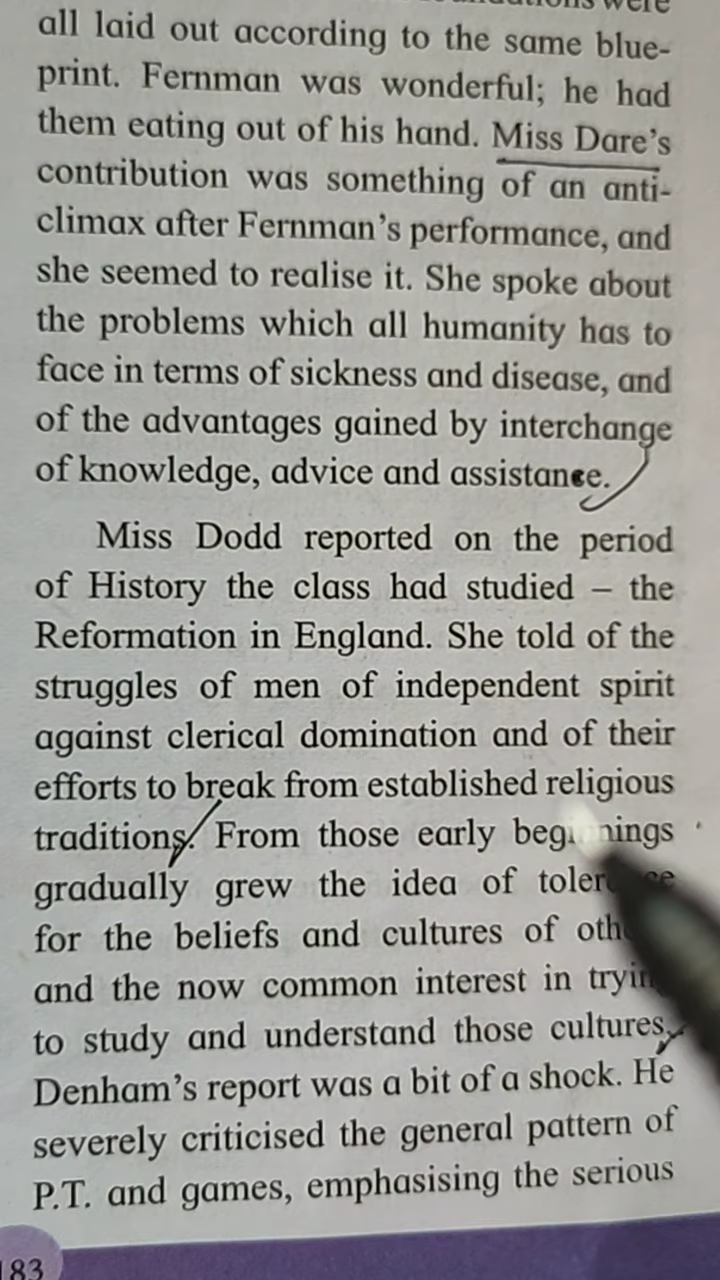 were
all laid out according to the same blue-
print. Fernman was wonderful; he had
them eating out of his hand. Miss Dare's
contribution was something of an anti-
climax after Fernman's performance, and
she seemed to realise it. She spoke about
the problems which all humanity has to
face in terms of sickness and disease, and
of the advantages gained by interchange
of knowledge, advice and assistance.
Miss Dodd reported on the period
of History the class had studied – the
Reformation in England. She told of the
struggles of men of independent spirit
against clerical domination and of their
efforts to break from established religious
traditions. From those early beginnings
gradually grew the idea of tolerance
for the beliefs and cultures of
and the now common interest in trying
to study and understand those cultures.
Denham's report was a bit of a shock. He
severely criticised the general pattern of
P.T. and games, emphasising the serious
183